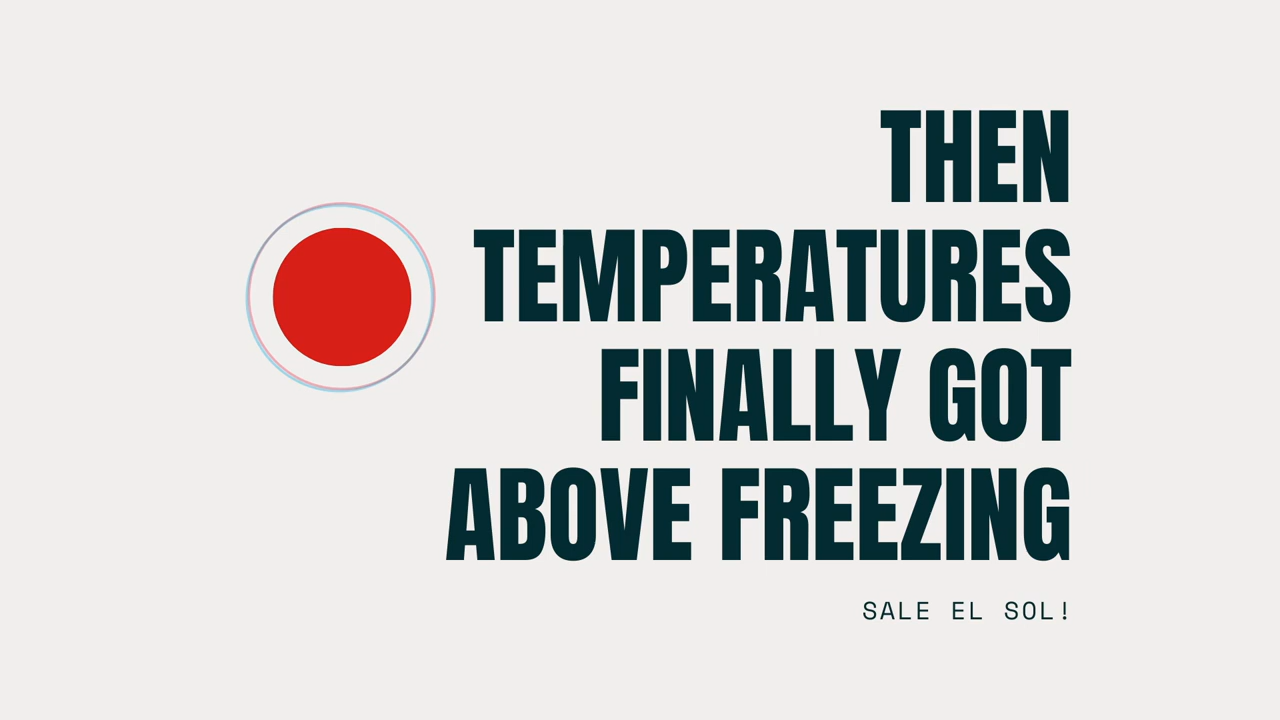 THEN
TEMPERATURES
FINALLY GOT
ABOVE FREEZING
SALE EL SOL!